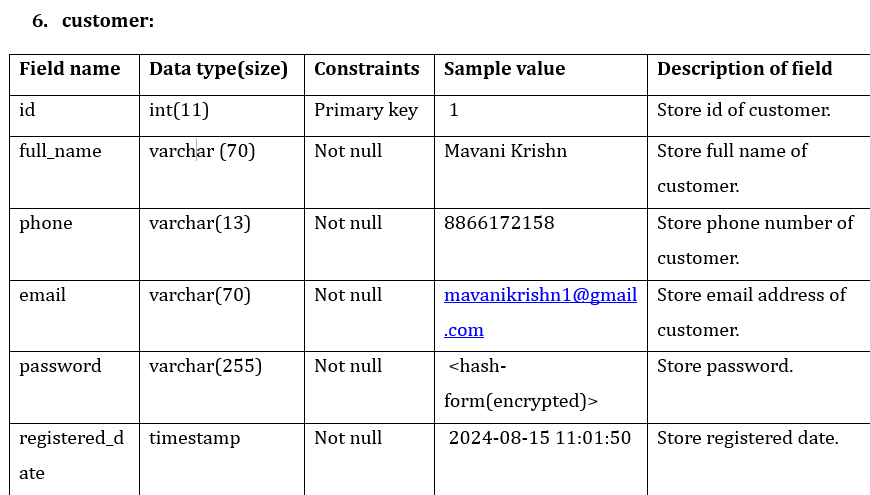 6. customer:
Field name Data type(size) Constraints Sample value Description of field
id int(11) Primary key 1 Store id of customer.
full_name varchar (70) Not null Mavani Krishn Store full name of
customer.
phone varchar(13) Not null 8866172158 Store phone number of
customer.
email varchar(70) Not null mavanikrishn1@gmail Store email address of
.com customer.
password varchar(255) Not null <hash- Store password.
form(encrypted)>
registered_d timestamp Not null 2024-08-15 11:01:50 Store registered date.
ate